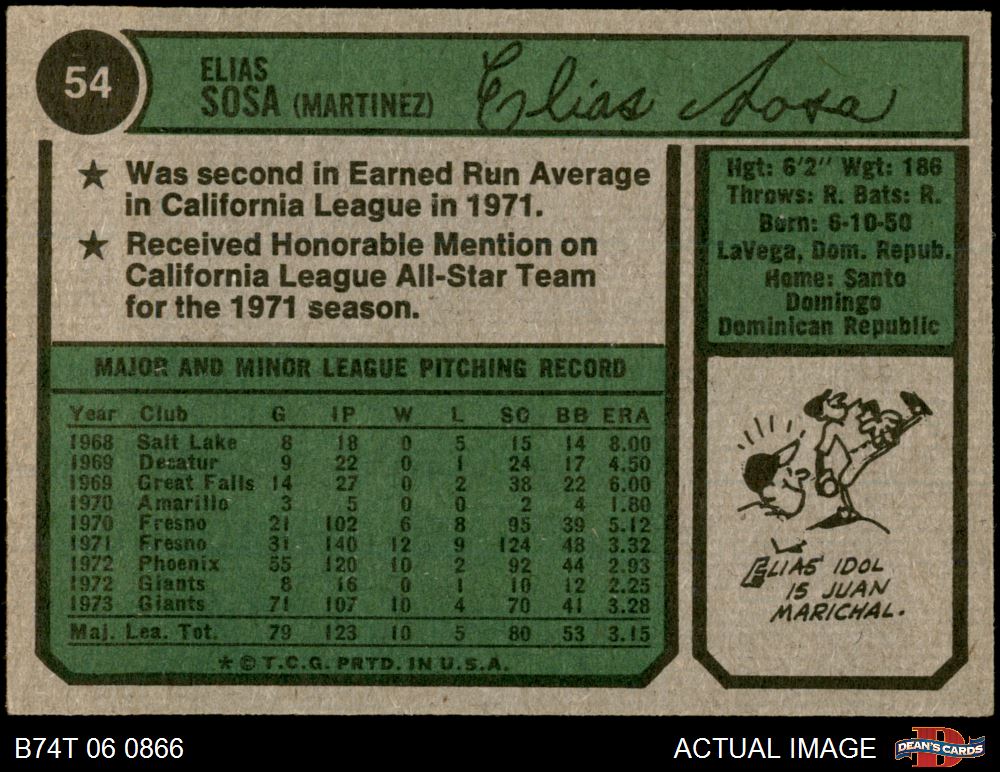 54
ELIAS
SOSA (MARTINEZ)
Elias Sosa
★ Was second in Earned Run Average
in California League in 1971.
★ Received Honorable Mention on
California League All-Star Team
for the 1971 season.
Hgt: 6'2" Wgt: 186
Throws: R. Bats: R.
Born: 6-10-50
LaVega, Dom. Repub.
Home: Santo
Domingo
Dominican Republic
MAJOR AND MINOR LEAGUE PITCHING RECORD
Year Club G IP W L SO BB ERA
1968 Salt Lake 8 18 0 5 15 14 8.00
1969 Decatur 9 22 0 1 24 17 4.50
1969 Great Falls 14 27 0 2 38 22 6.00
1970 Amarillo 3 5 0 0 2 4 1.80
1970 Fresno 21 102 6 8 95 39 5.12
1971 Fresno 31 140 12 9 124 48 3.32
1972 Phoenix 55 120 10 2 92 44 2.93
1972 Giants 8 16 0 1 10 12 2.25
1973 Giants 71 107 10 4 70 41 3.28
Maj. Lea. Tot. 79 123 10 5 80 53 3.15
★ © T.C.G. PRTD. IN U.S.A.
ELIAS' IDOL
IS JUAN
MARICHAL.
B74T 06 0866
ACTUAL IMAGE
D
DEAN'S CARDS